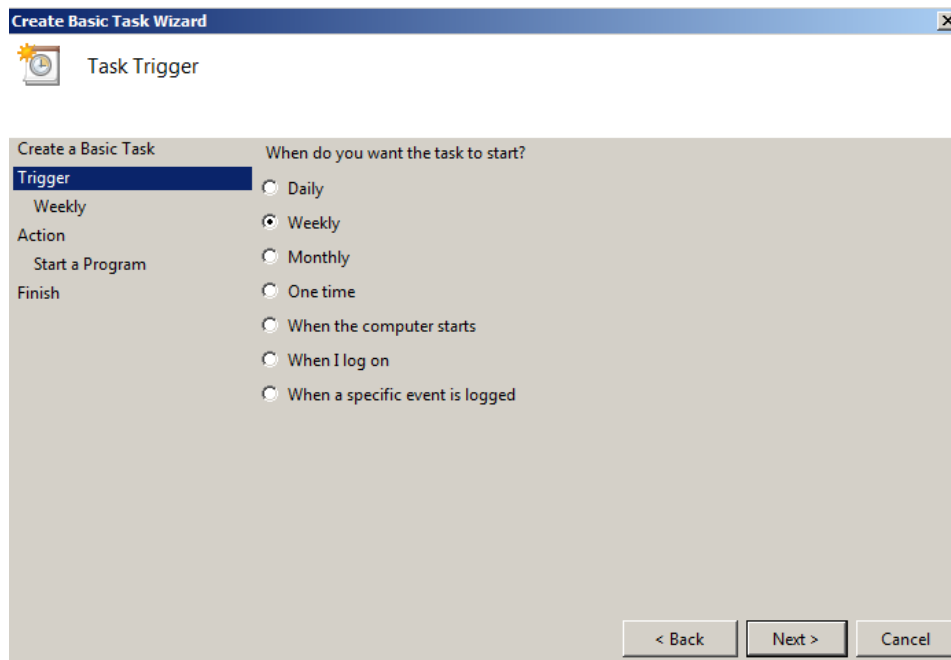 Create Basic Task Wizard
Task Trigger
Create a Basic Task
Trigger
Weekly
Action
Start a Program
Finish
When do you want the task to start?
Daily
Weekly
Monthly
One time
When the computer starts
When I log on
When a specific event is logged
< Back Next > Cancel